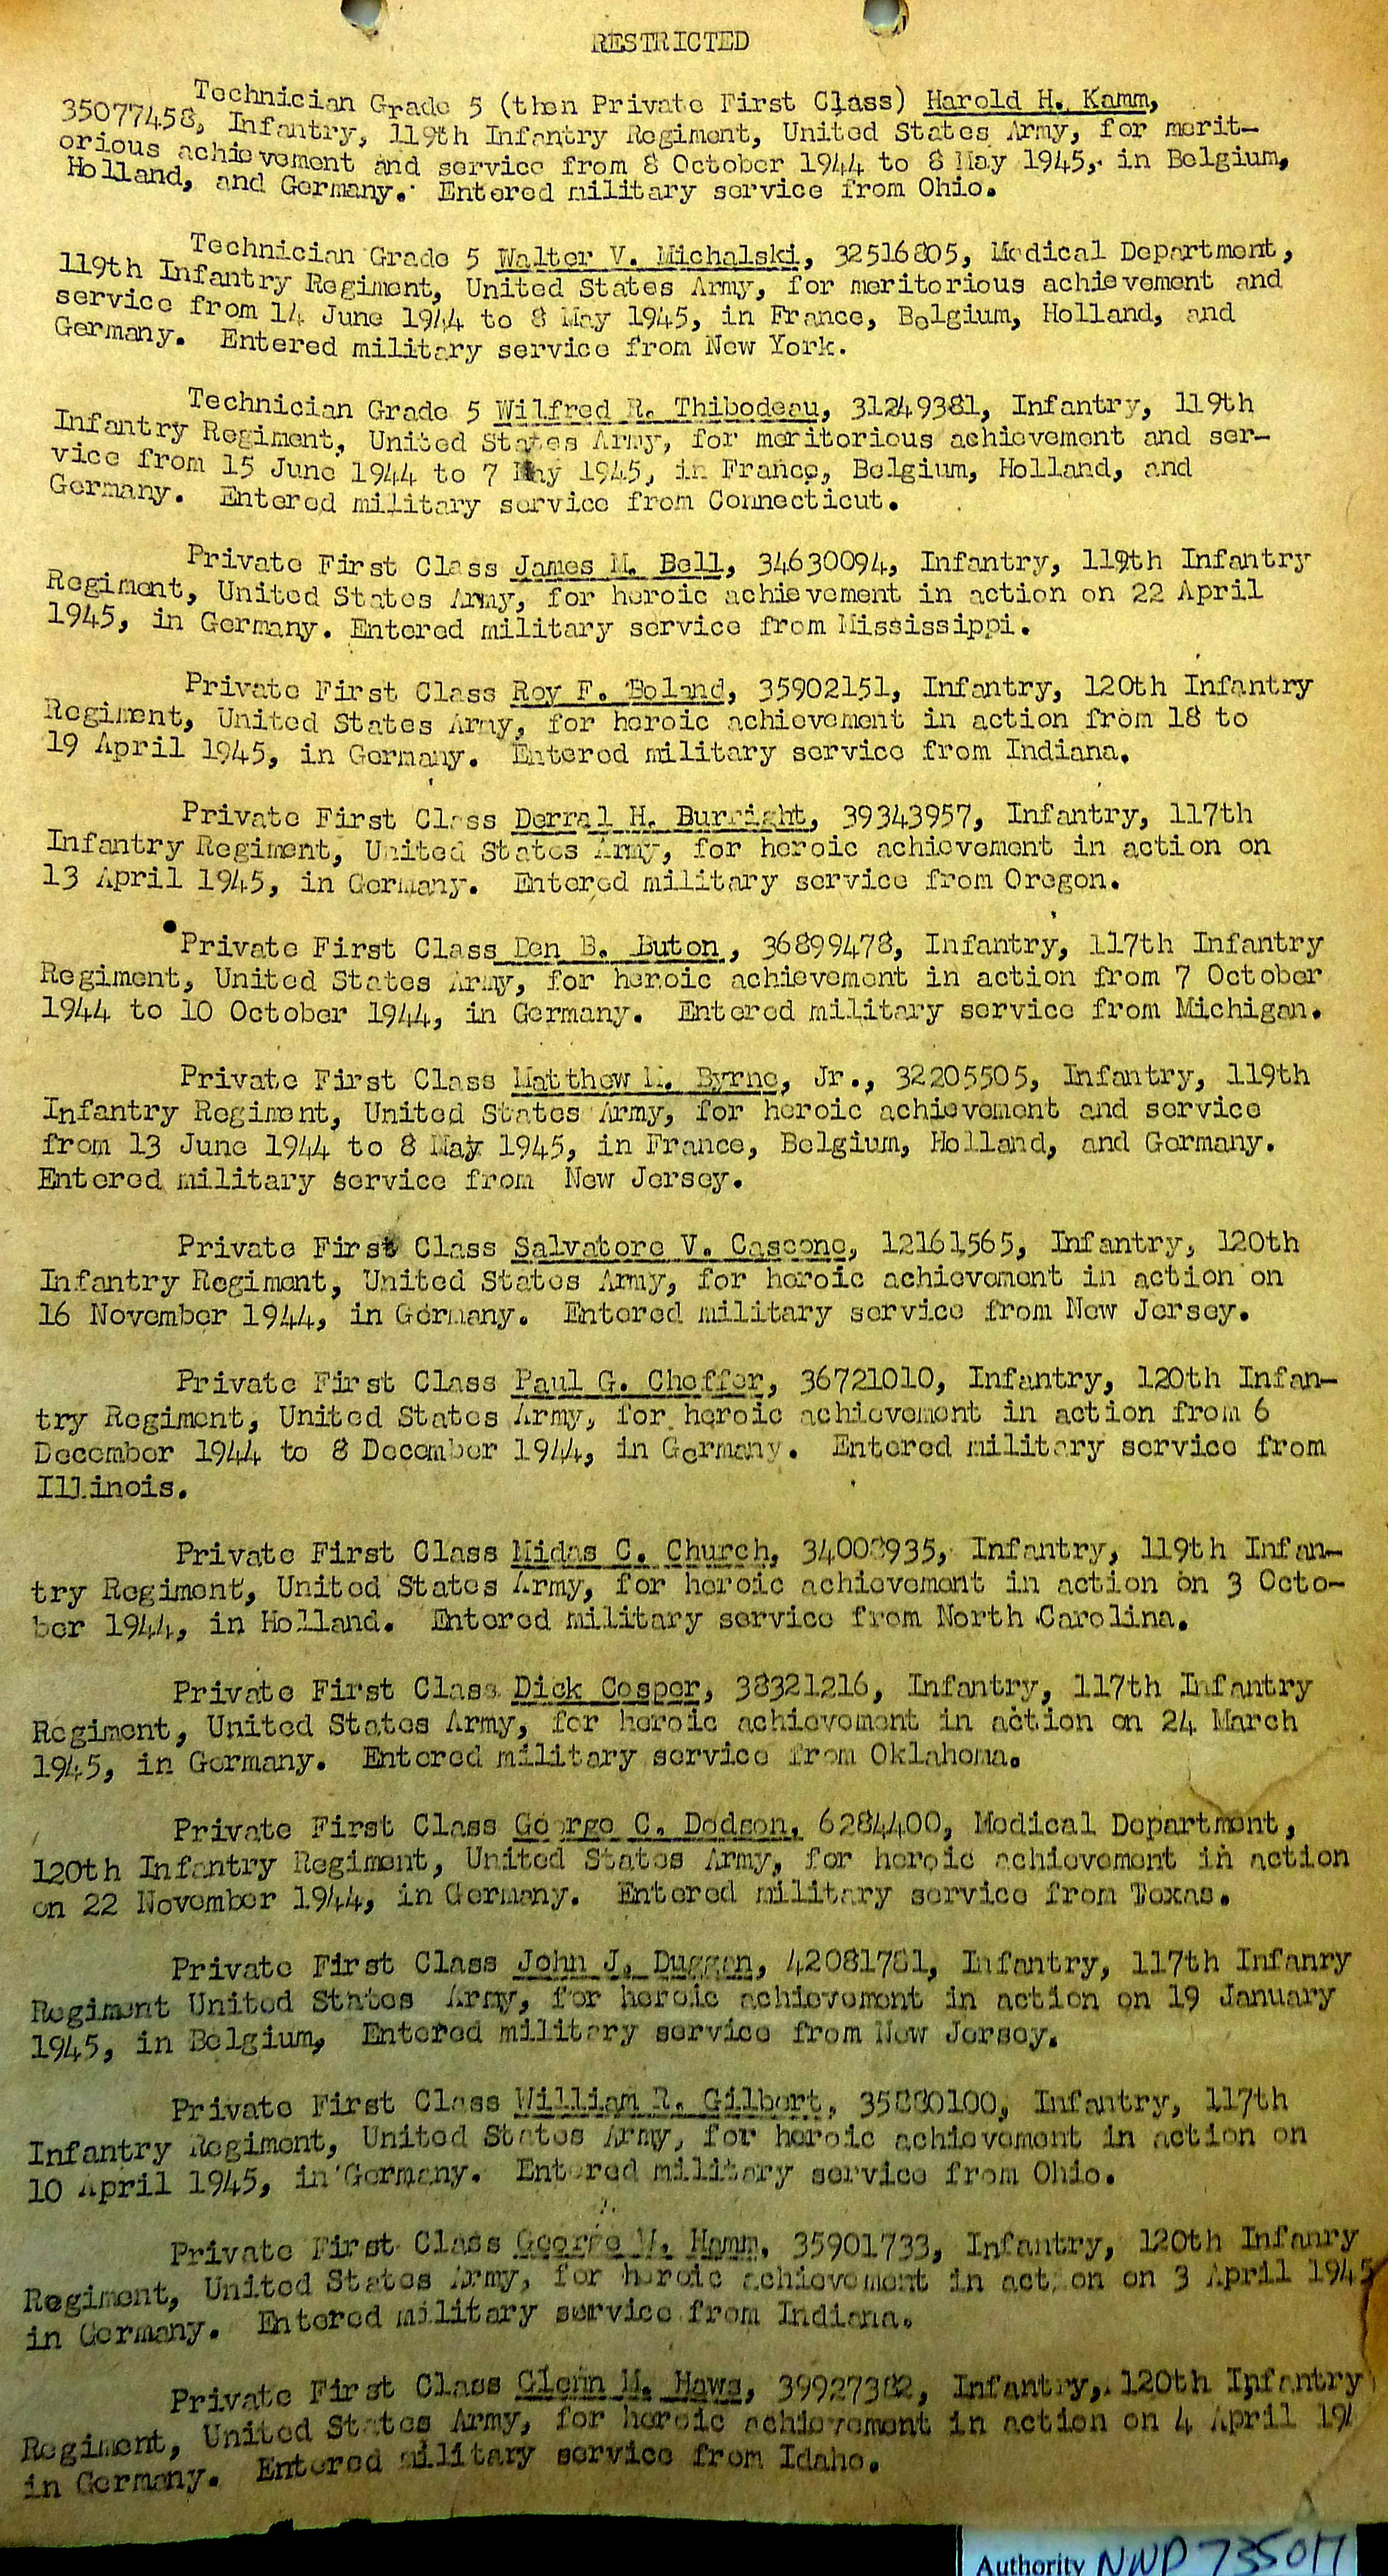 RESTRICTED
Technician Grade 5 (then Private First Class) Harold H. Kamm,
35077458, Infantry, 119th Infantry Regiment, United States Army, for merit-
orious achievement and service from 8 October 1944 to 8 May 1945, in Belgium,
Holland, and Germany. Entered military service from Ohio.
Technician Grade 5 Walter V. Michalski, 32516805, Medical Department,
119th Infantry Regiment, United States Army, for meritorious achievement and
service from 14 June 1944 to 8 May 1945, in France, Belgium, Holland, and
Germany. Entered military service from New York.
Technician Grade 5 Wilfred R. Thibodeau, 31249381, Infantry, 119th
Infantry Regiment, United States Army, for meritorious achievement and ser-
vice from 15 June 1944 to 7 May 1945, in France, Belgium, Holland, and
Germany. Entered military service from Connecticut.
Private First Class James M. Bell, 34630094, Infantry, 119th Infantry
Regiment, United States Army, for heroic achievement in action on 22 April
1945, in Germany. Entered military service from Mississippi.
Private First Class Roy F. Boland, 35902151, Infantry, 120th Infantry
Regiment, United States Army, for heroic achievement in action from 18 to
19 April 1945, in Germany. Entered military service from Indiana.
Private First Class Derral H. Burright, 39343957, Infantry, 117th
Infantry Regiment, United States Army, for heroic achievement in action on
13 April 1945, in Germany. Entered military service from Oregon.
Private First Class Don B. Buton, 36899478, Infantry, 117th Infantry
Regiment, United States Army, for heroic achievement in action from 7 October
1944 to 10 October 1944, in Germany. Entered military service from Michigan.
Private First Class Matthew M. Byrne, Jr., 32205505, Infantry, 119th
Infantry Regiment, United States Army, for heroic achievement and service
from 13 June 1944 to 8 May 1945, in France, Belgium, Holland, and Germany.
Entered military service from New Jersey.
Private First Class Salvatore V. Cascone, 12161565, Infantry, 120th
Infantry Regiment, United States Army, for heroic achievement in action on
16 November 1944, in Germany. Entered military service from New Jersey.
Private First Class Paul G. Cheffer, 36721010, Infantry, 120th Infan-
try Regiment, United States Army, for heroic achievement in action from 6
December 1944 to 8 December 1944, in Germany. Entered military service from
Illinois.
Private First Class Midas C. Church, 34008935, Infantry, 119th Infan-
try Regiment, United States Army, for heroic achievement in action on 3 Octo-
ber 1944, in Holland. Entered military service from North Carolina.
Private First Class Dick Cosper, 38321216, Infantry, 117th Infantry
Regiment, United States Army, for heroic achievement in action on 24 March
1945, in Germany. Entered military service from Oklahoma.
Private First Class George C. Dodson, 6284400, Medical Department,
120th Infantry Regiment, United States Army, for heroic achievement in action
on 22 November 1944, in Germany. Entered military service from Texas.
Private First Class John J. Duggan, 42081781, Infantry, 117th Infanry
Regiment United States Army, for heroic achievement in action on 19 January
1945, in Belgium, Entered military service from New Jersey.
Private First Class William R. Gilbert, 35880100, Infantry, 117th
Infantry Regiment, United States Army, for heroic achievement in action on
10 April 1945, in Germany. Entered military service from Ohio.
Private First Class George W. Hamm, 35901733, Infantry, 120th Infanry
Regiment, United States Army, for heroic achievement in action on 3 April 1945
in Germany. Entered military service from Indiana.
Private First Class Glenn M. Haws, 39927382, Infantry, 120th Infantry
Regiment, United States Army, for heroic achievement in action on 4 April 194
in Germany. Entered military service from Idaho.
Authority NND 735017